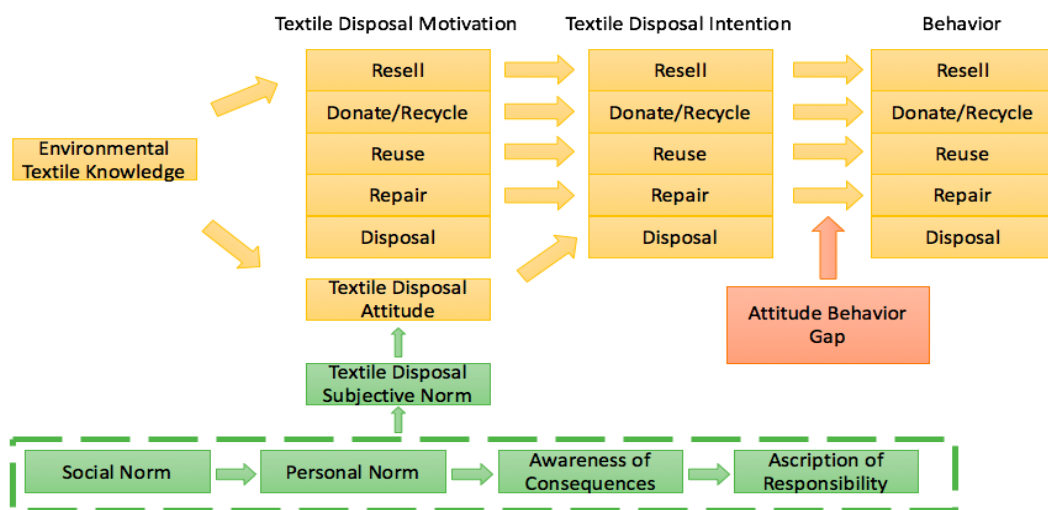 Textile Disposal Motivation
Textile Disposal Intention
Behavior
Resell
Resell
Resell
Donate/Recycle
Donate/Recycle
Donate/Recycle
Environmental
Textile Knowledge
Reuse
Reuse
Reuse
Repair
Repair
Repair
Disposal
Disposal
Disposal
Textile Disposal
Attitude
Attitude Behavior
Gap
Textile Disposal
Subjective Norm
Social Norm
Personal Norm
Awareness of
Consequences
Ascription of
Responsibility